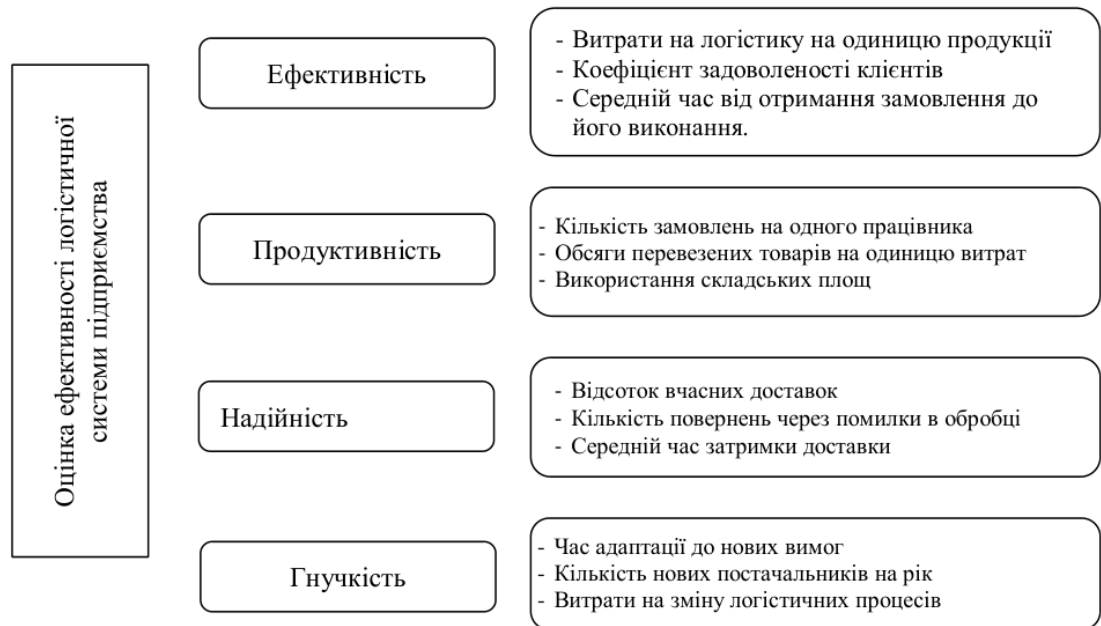 Оцінка ефективності логістичної
системи підприємства
Ефективність
- Витрати на логістику на одиницю продукції
- Коефіцієнт задоволеності клієнтів
- Середній час від отримання замовлення до
його виконання.
Продуктивність
- Кількість замовлень на одного працівника
- Обсяги перевезених товарів на одиницю витрат
- Використання складських площ
Надійність
- Відсоток вчасних доставок
- Кількість повернень через помилки в обробці
- Середній час затримки доставки
Гнучкість
- Час адаптації до нових вимог
- Кількість нових постачальників на рік
- Витрати на зміну логістичних процесів